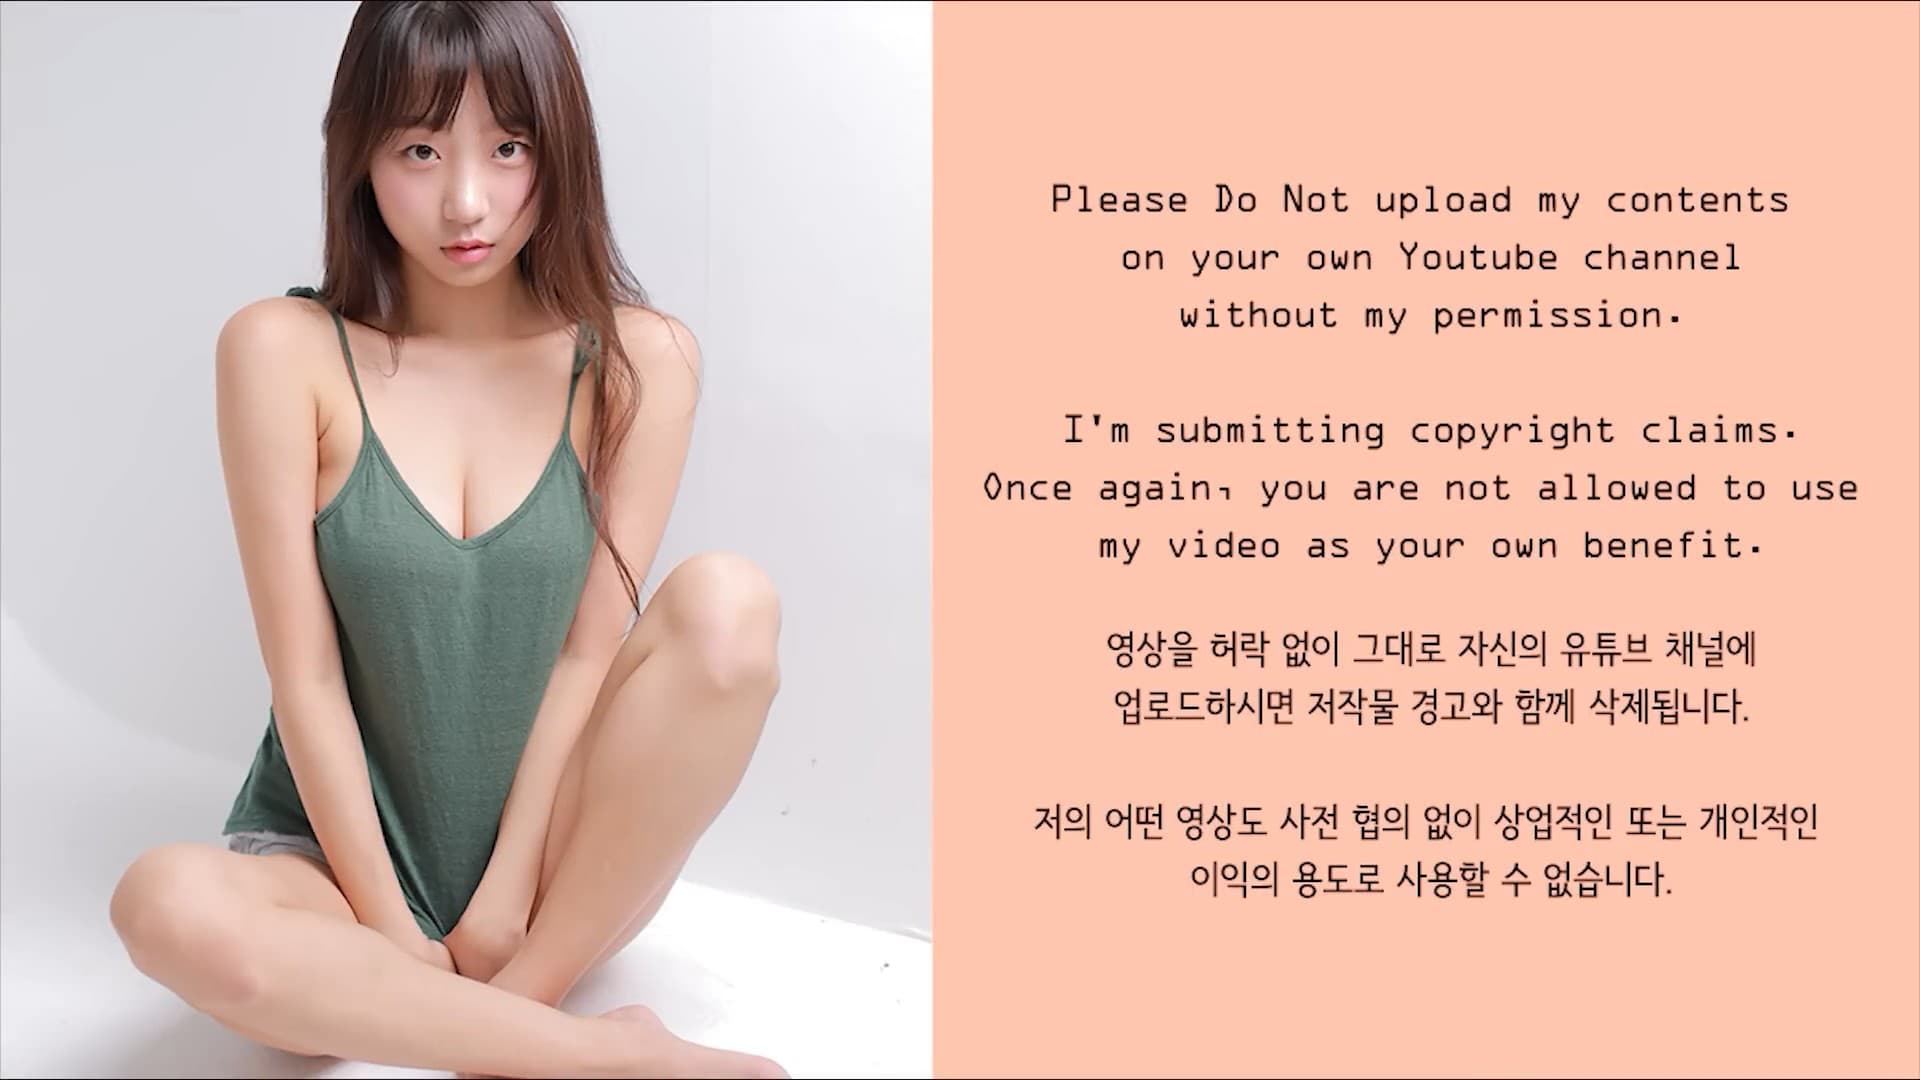 Please Do Not upload my contents
on your own Youtube channel
without my permission.
I'm submitting copyright claims.
Once again, you are not allowed to use
my video as your own benefit.
영상을 허락 없이 그대로 자신의 유튜브 채널에
업로드하시면 저작물 경고와 함께 삭제됩니다.
저의 어떤 영상도 사전 협의 없이 상업적인 또는 개인적인
이익의 용도로 사용할 수 없습니다.